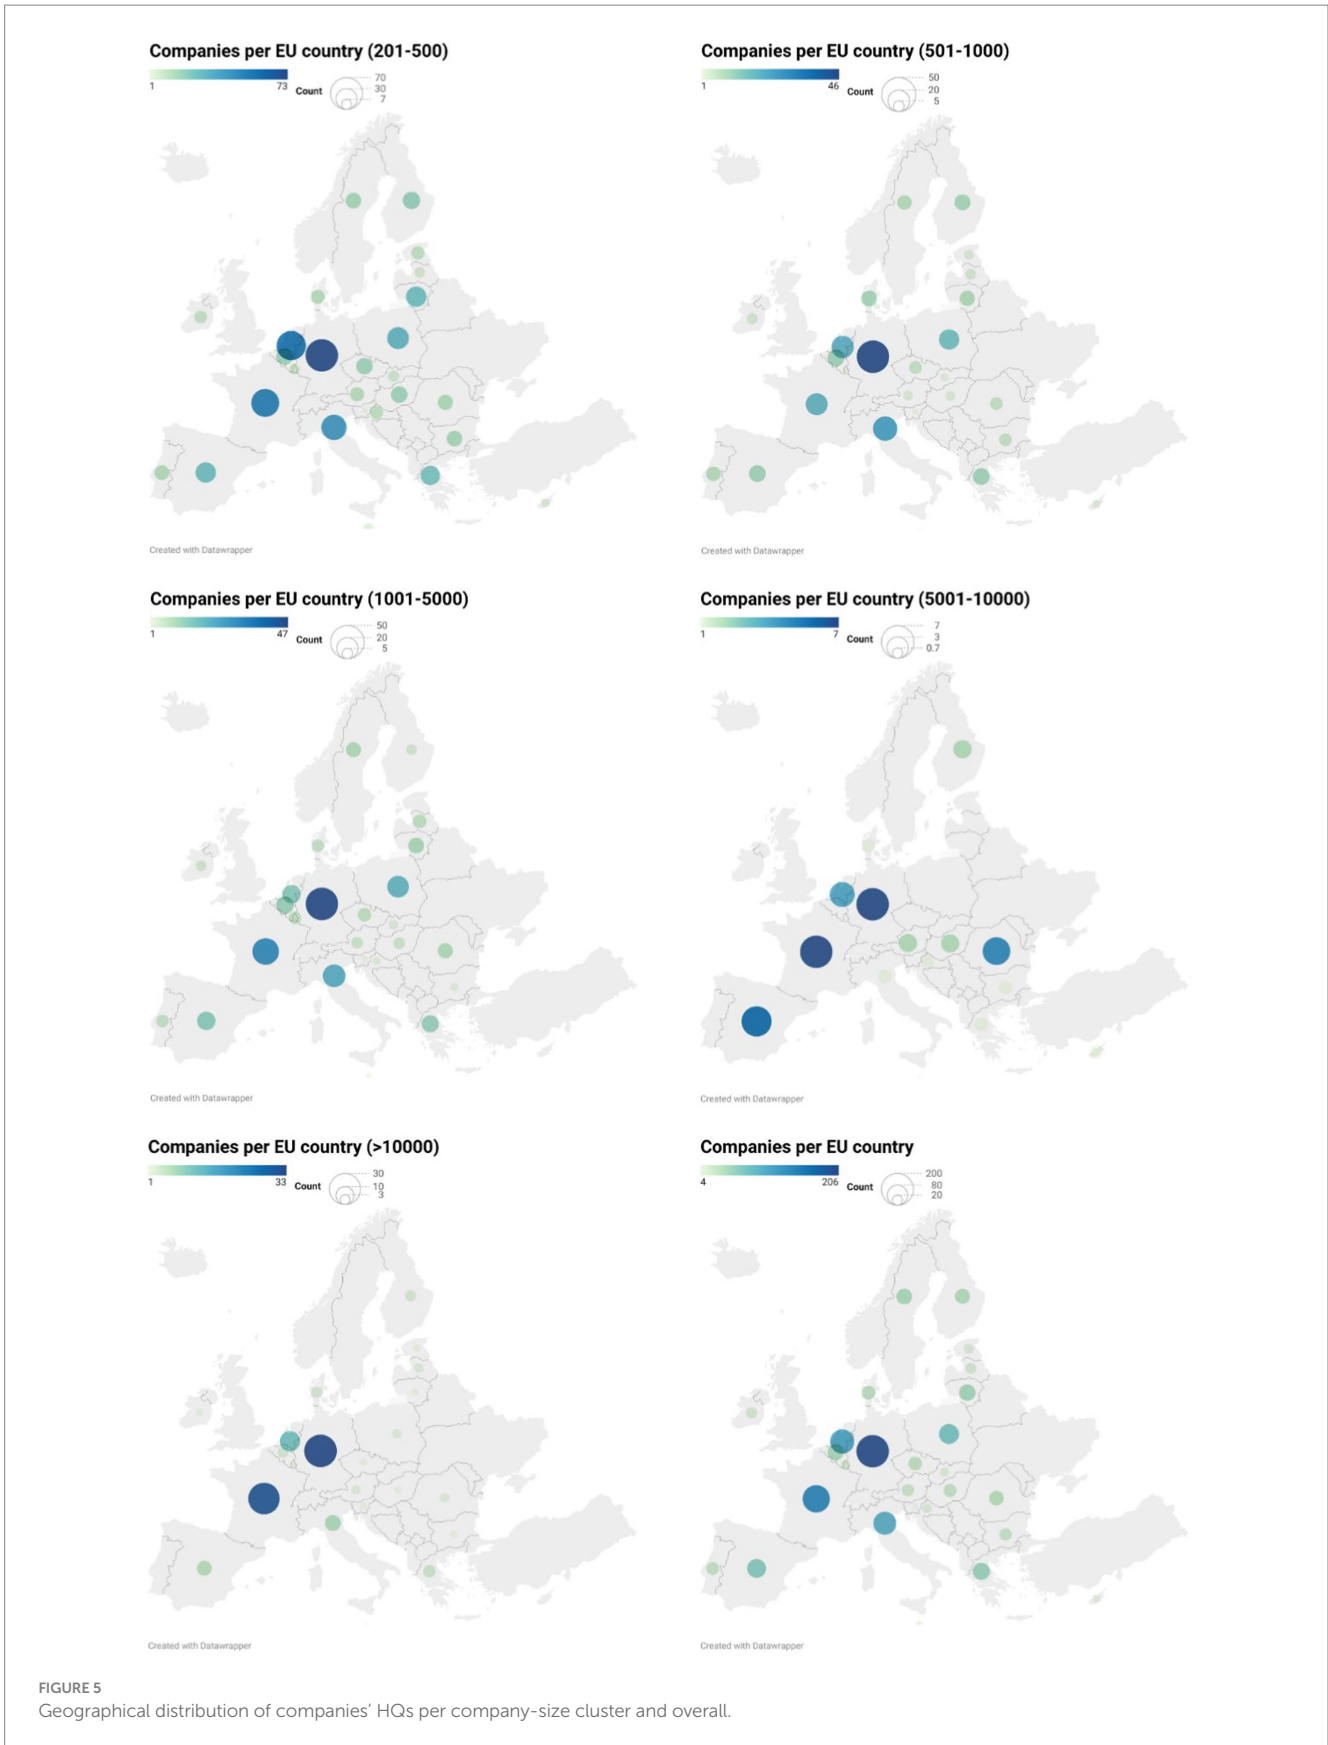 Companies per EU country (201-500)
1 73
Count
70
30
7
Created with Datawrapper
Companies per EU country (501-1000)
1 46
Count
50
20
5
Created with Datawrapper
Companies per EU country (1001-5000)
1 47
Count
50
20
5
Created with Datawrapper
Companies per EU country (5001-10000)
1 7
Count
7
3
0.7
Created with Datawrapper
Companies per EU country (>10000)
1 33
Count
30
10
3
Created with Datawrapper
Companies per EU country
4 206
Count
200
80
20
Created with Datawrapper
FIGURE 5
Geographical distribution of companies' HQs per company-size cluster and overall.